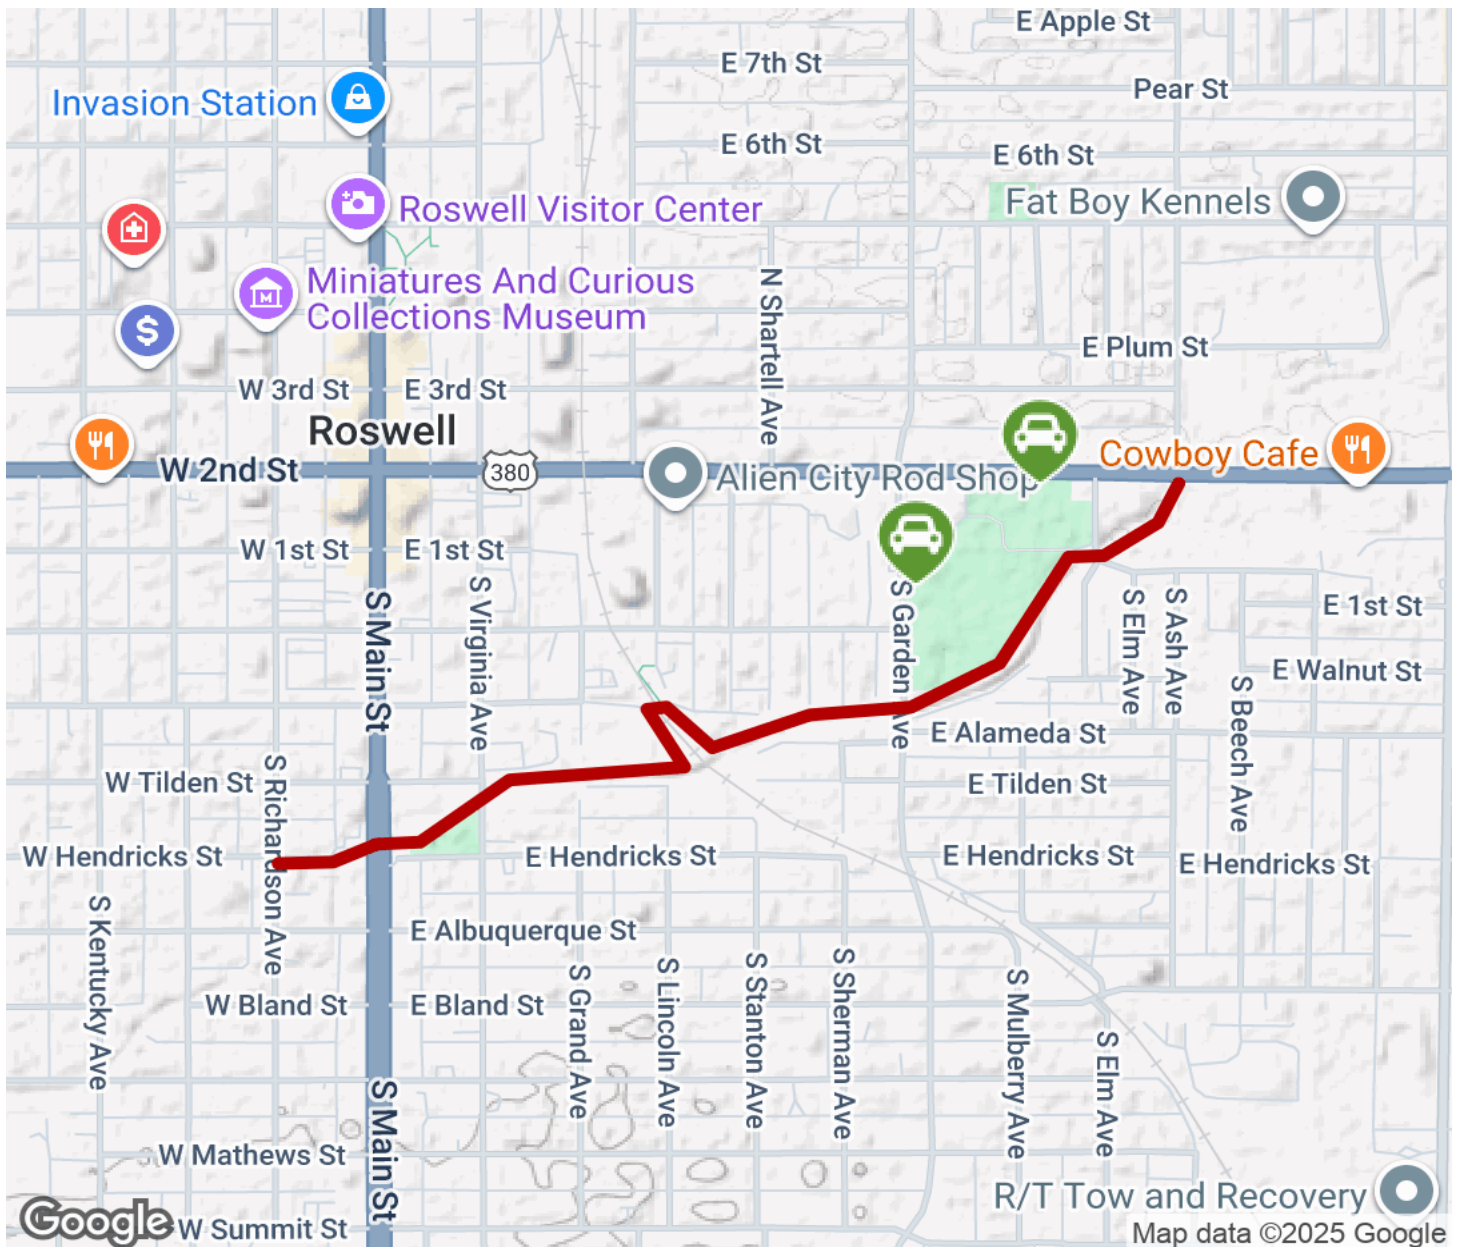 E Apple St
E 7th St
Pear St
Invasion Station
E 6th St
E 6th St
Fat Boy Kennels
Roswell Visitor Center
Miniatures And Curious
Collections Museum
N Shartell Ave
E Plum St
W 3rd St
E 3rd St
Roswell
Cowboy Cafe
W 2nd St
380
Alien City Rod Shop
W 1st St
E 1st St
S Main St
S Virginia Ave
S Garden Ave
S Elm Ave
S Ash Ave
E 1st St
E Walnut St
S Beech Ave
E Alameda St
W Tilden St
S Richardson Ave
E Tilden St
W Hendricks St
E Hendricks St
E Hendricks St
E Hendricks St
S Kentucky Ave
E Albuquerque St
S Grand Ave
S Lincoln Ave
S Stanton Ave
S Sherman Ave
S Mulberry Ave
S Elm Ave
W Bland St
E Bland St
S Main St
W Mathews St
R/T Tow and Recovery
Google
W Summit St
Map data ©2025 Google